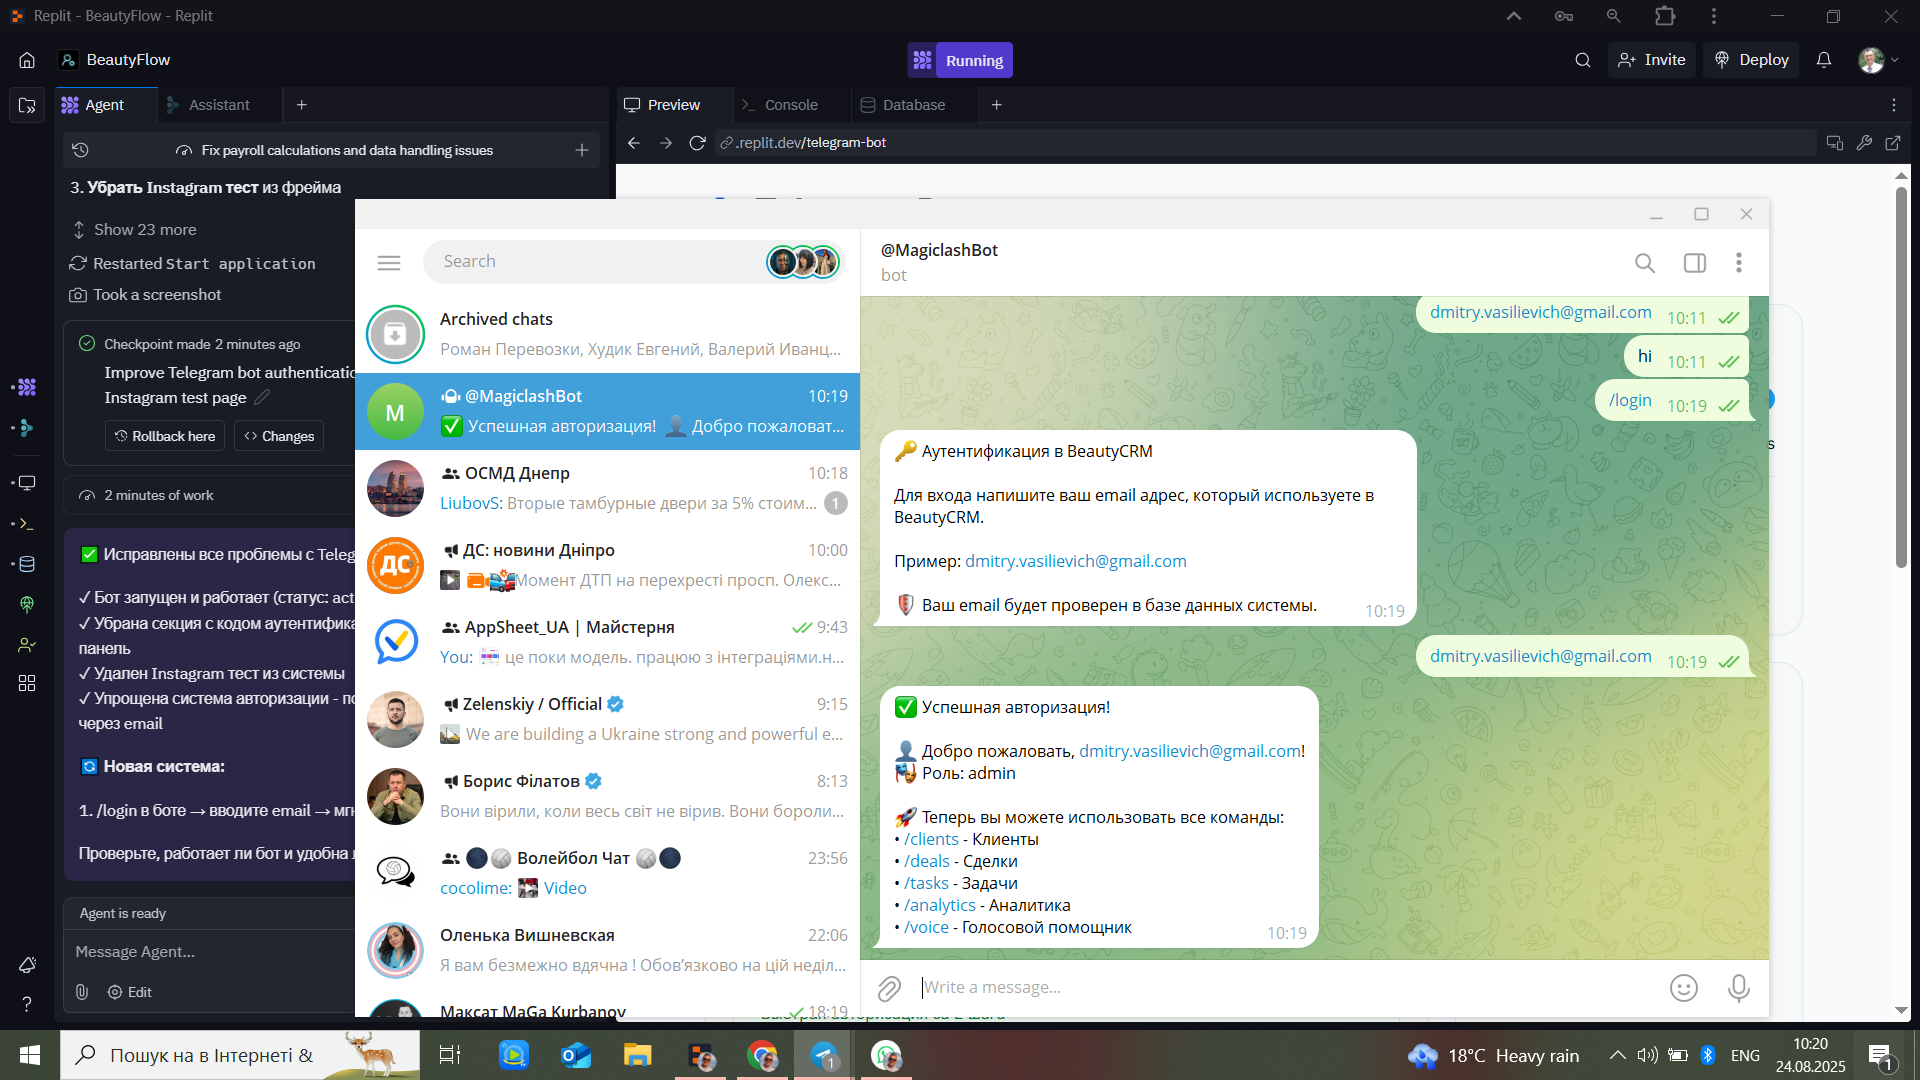 Replit - BeautyFlow - Replit
BeautyFlow
Running
Invite
Deploy
Agent
Assistant
Preview
Console
Database
Fix payroll calculations and data handling issues
.replit.dev/telegram-bot
3. Убрать Instagram тест из фрейма
Show 23 more
Restarted Start application
Took a screenshot
Checkpoint made 2 minutes ago
Improve Telegram bot authenticatio
Instagram test page
Rollback here
Changes
2 minutes of work
✅ Исправлены все проблемы с Teleg
✓ Бот запущен и работает (статус: act
✓ Убрана секция с кодом аутентифика
панель
✓ Удален Instagram тест из системы
✓ Упрощена система авторизации - по
через email
🔄 Новая система:
1. /login в боте → вводите email → мгн
Проверьте, работает ли бот и удобна л
Agent is ready
Message Agent...
Edit
Search
Archived chats
Роман Перевозки, Худик Евгений, Валерий Иванц...
M
@MagiclashBot
10:19
✅ Успешная авторизация! 👤 Добро пожаловат...
ОСМД Днепр
10:18
LiubovS: Вторые тамбурные двери за 5% стоим...
1
ДС
ДС: новини Дніпро
10:00
Момент ДТП на перехресті просп. Олекс...
AppSheet_UA | Майстерня
9:43
You: це поки модель. працюю з інтеграціями.н...
Zelenskiy / Official
9:15
We are building a Ukraine strong and powerful e...
Борис Філатов
8:13
Вони вірили, коли весь світ не вірив. Вони бороли...
🌑🏐 Волейбол Чат 🏐🌑
23:56
cocolime: Video
Оленька Вишневская
22:06
Я вам безмежно вдячна ! Обов’язково на цій неділ...
Максат MaGa Kurbanov
18:19
@MagiclashBot
bot
dmitry.vasilievich@gmail.com 10:11
hi 10:11
/login 10:19
🔑 Аутентификация в BeautyCRM
Для входа напишите ваш email адрес, который используете в
BeautyCRM.
Пример: dmitry.vasilievich@gmail.com
🛡 Ваш email будет проверен в базе данных системы.
10:19
dmitry.vasilievich@gmail.com 10:19
✅ Успешная авторизация!
👤 Добро пожаловать, dmitry.vasilievich@gmail.com!
🎭 Роль: admin
🚀 Теперь вы можете использовать все команды:
• /clients - Клиенты
• /deals - Сделки
• /tasks - Задачи
• /analytics - Аналитика
• /voice - Голосовой помощник
10:19
Write a message...
s
Пошук на в Інтернеті &
1
18°C Heavy rain
ENG
10:20
24.08.2025
1